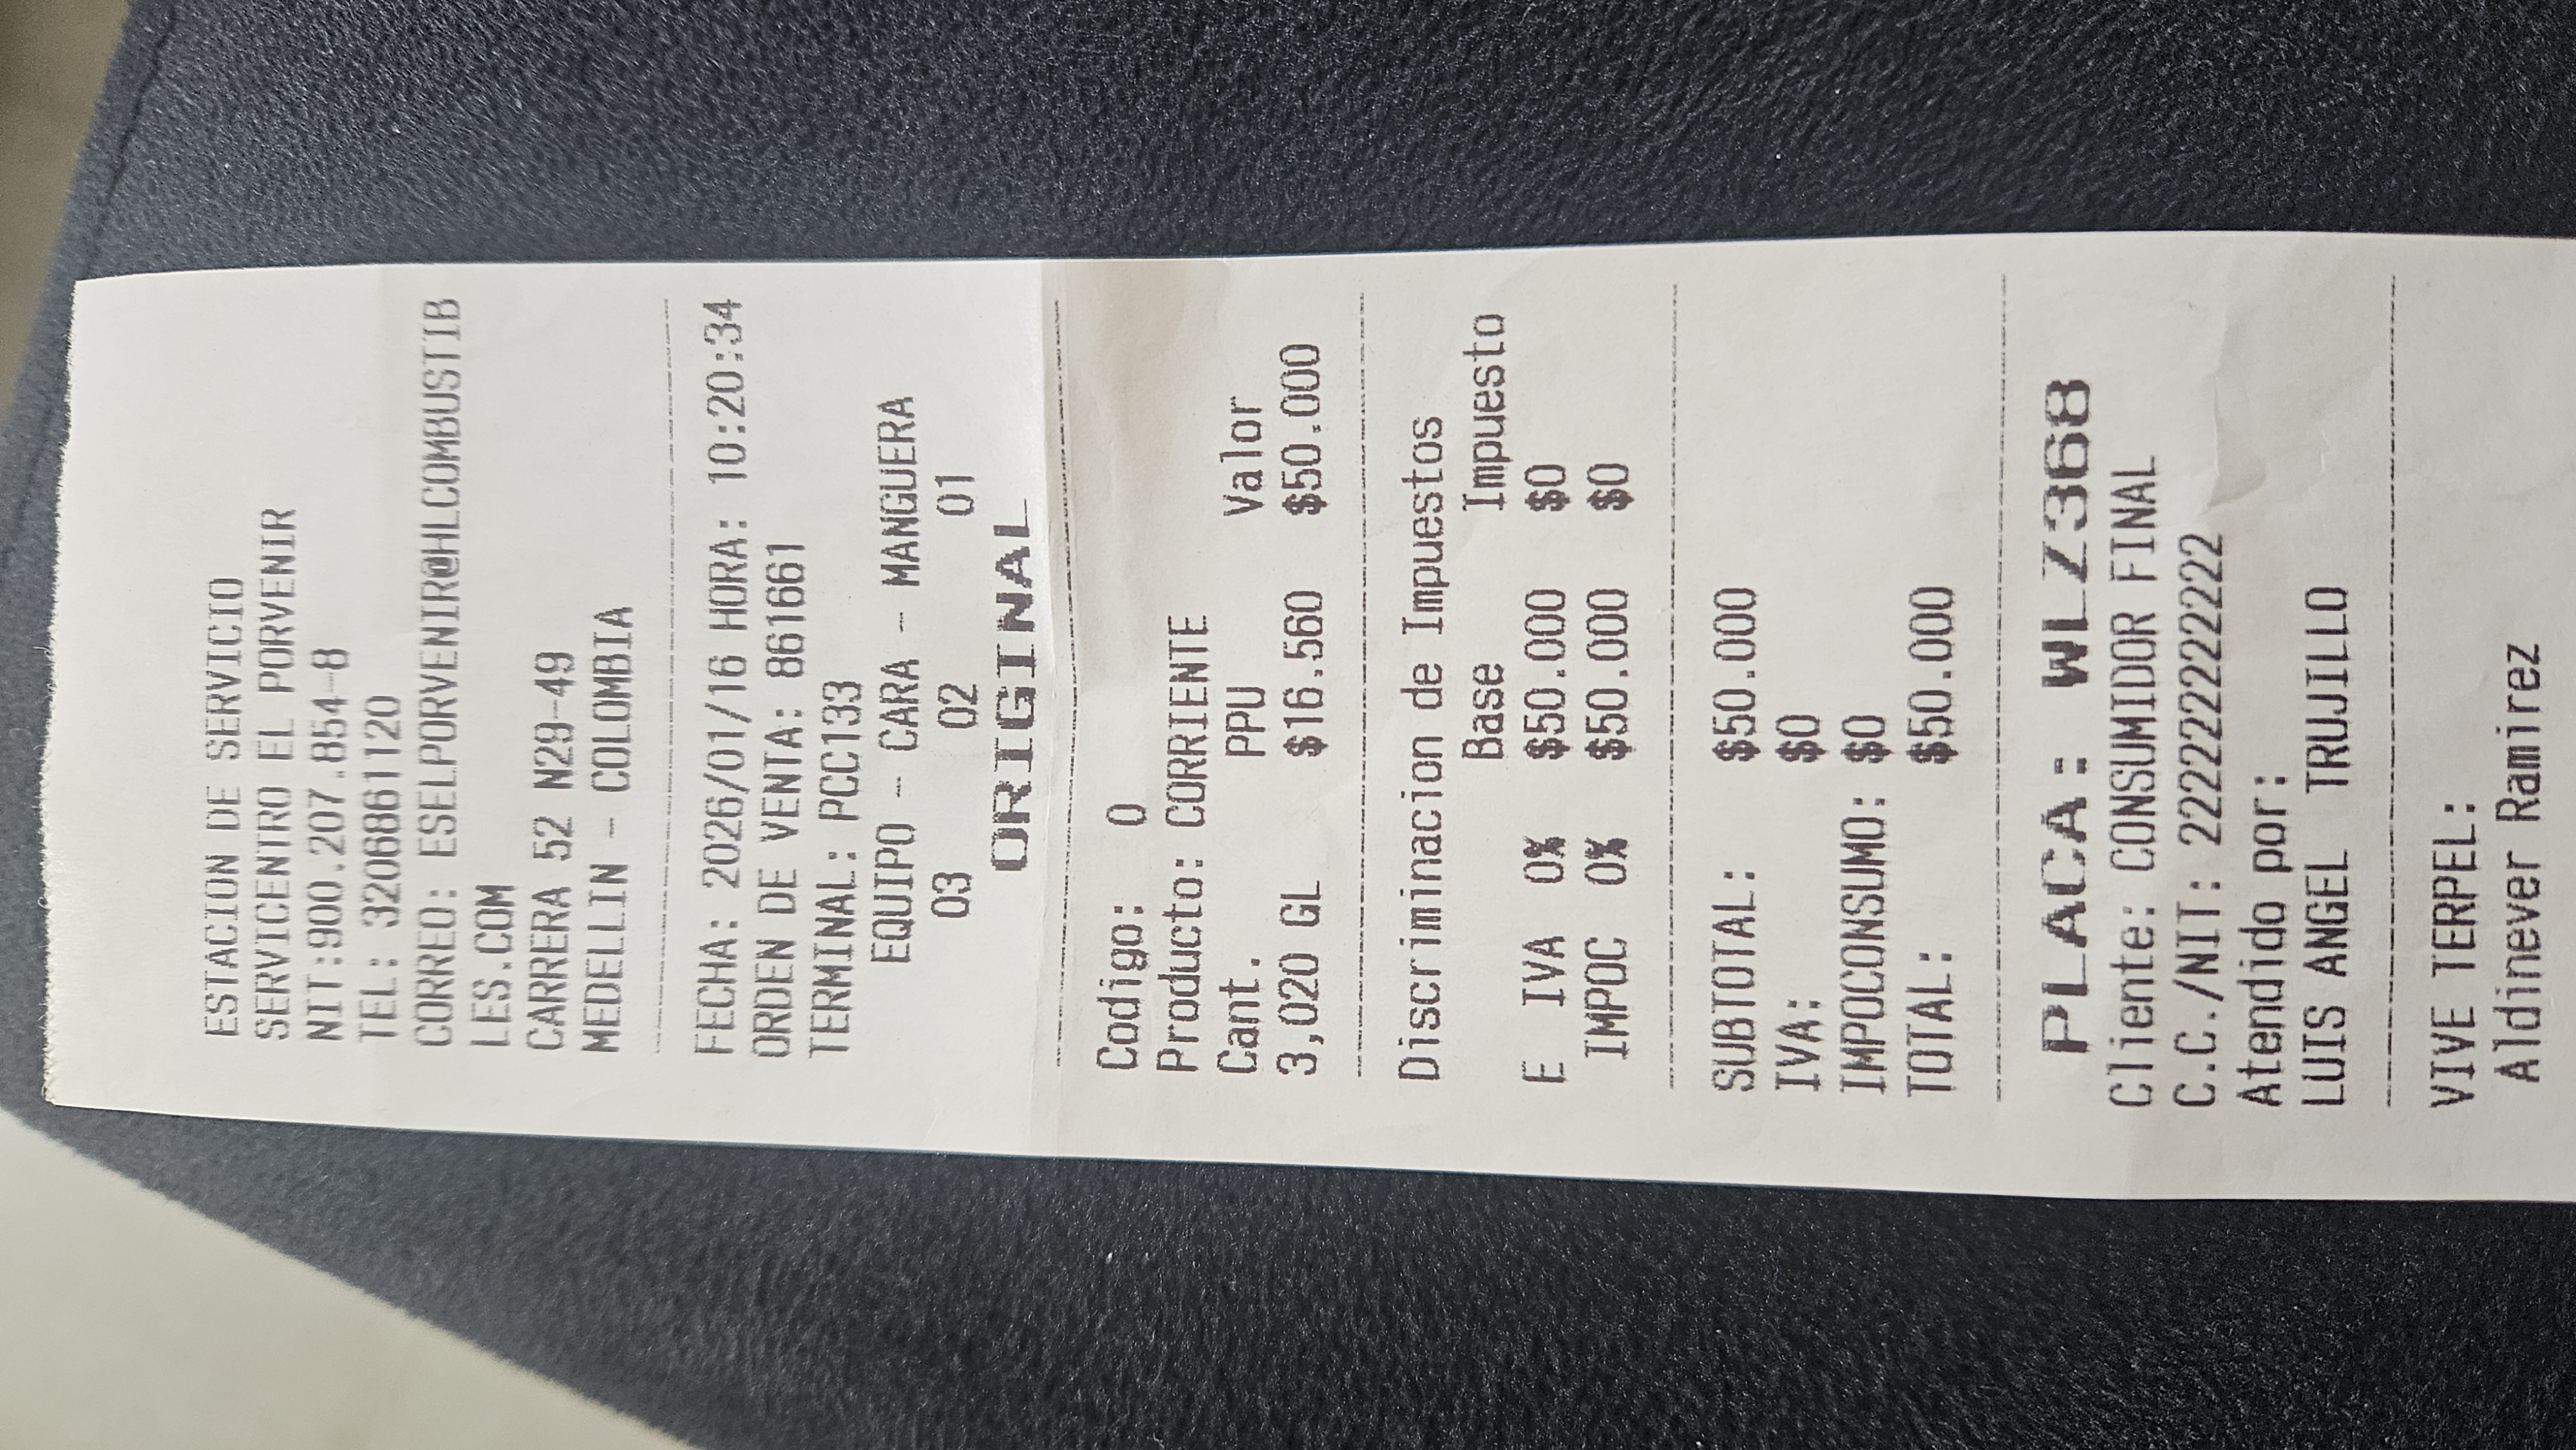 ESTACION DE SERVICIO
SERVICENTRO EL PORVENIR
NIT:900.207.854-8
TEL: 3206861120
CORREO: ESELPORVENIR@HLCOMBUSTIB
LES.COM
CARRERA 52 N29-49
MEDELLIN - COLOMBIA
FECHA: 2026/01/16 HORA: 10:20:34
ORDEN DE VENTA: 861661
TERMINAL: PCC133
EQUIPO - CARA - MANGUERA
03 02 01
ORIGINAL
Codigo: 0
Producto: CORRIENTE
Cant. PPU Valor
3,020 GL $16.560 $50.000
Discriminacion de Impuestos
Base Impuesto
E IVA 0% $50.000 $0
IMPOC 0% $50.000 $0
SUBTOTAL: $50.000
IVA: $0
IMPOCONSUMO: $0
TOTAL: $50.000
PLACA: WLZ368
Cliente: CONSUMIDOR FINAL
C.C./NIT: 222222222222
Atendido por:
LUIS ANGEL TRUJILLO
VIVE TERPEL:
Aldinever Ramirez